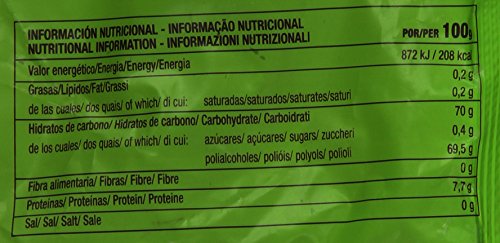 INFORMACIÓN NUTRICIONAL - INFORMAÇÃO NUTRICIONAL
NUTRITIONAL INFORMATION - INFORMAZIONI NUTRIZIONALI
POR/PER 100g
Valor energético/Energia/Energy/Energia 872 kJ / 208 kcal
Grasas/Lípidos/Fat/Grassi 0,2 g
de las cuales/ dos quais/ of which/ di cui: saturadas/saturados/saturates/saturi 0,2 g
Hidratos de carbono/ Hidratos de carbono/ Carbohydrate/ Carboidrati 70 g
de los cuales/ dos quais/ of which/ di cui: azúcares/ açúcares/ sugars/ zuccheri 0,4 g
polialcoholes/ polióis/ polyols/ polioli 69,5 g
Fibra alimentaria/ Fibras/ Fibre/ Fibre 0 g
Proteínas/ Proteínas/ Protein/ Proteine 7,7 g
Sal/ Sal/ Salt/ Sale 0 g